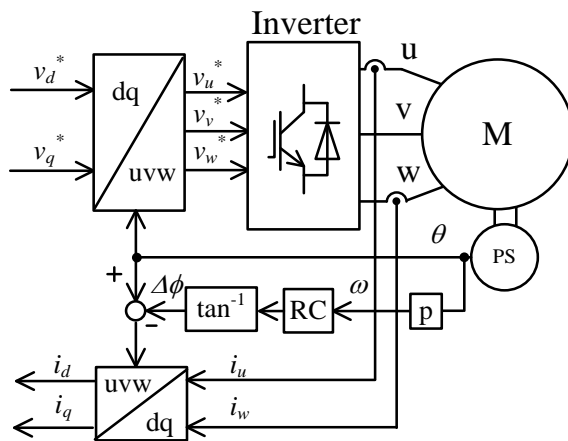 Inverter
v_d^*
v_q^*
dq
uvw
v_u^*
v_v^*
v_w^*
u
v
w
M
PS
θ
+
-
Δϕ
tan⁻¹
RC
ω
p
i_d
i_q
uvw
dq
i_u
i_w